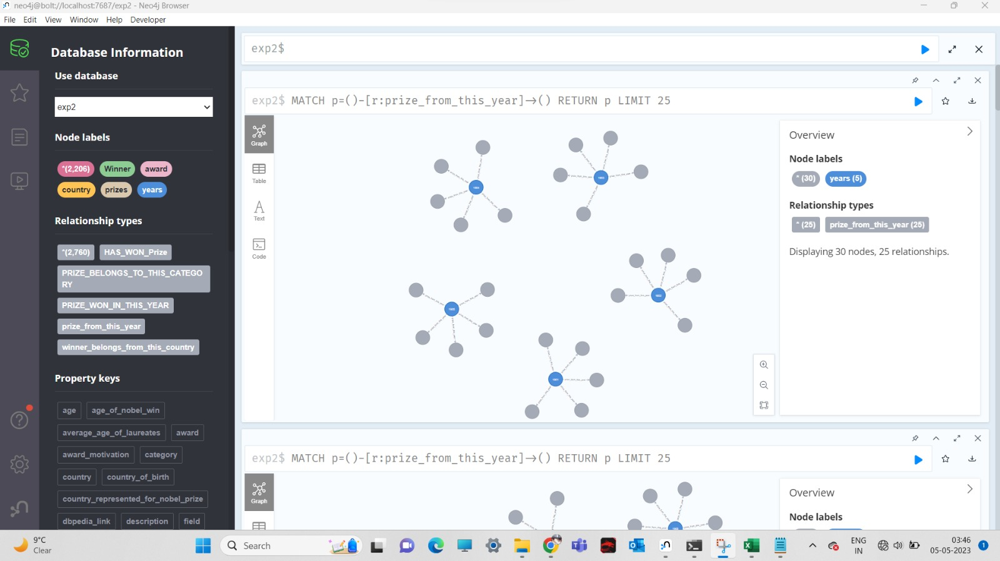 neo4j@bolt://localhost:7687/exp2 - Neo4j Browser
File Edit View Window Help Developer
Database Information
Use database
exp2
Node labels
*(2,206) Winner award
country prizes years
Relationship types
*(2,760) HAS_WON_Prize
PRIZE_BELONGS_TO_THIS_CATEGO
RY
PRIZE_WON_IN_THIS_YEAR
prize_from_this_year
winner_belongs_from_this_country
Property keys
age age_of_nobel_win
average_age_of_laureates award
award_motivation category
country country_of_birth
country_represented_for_nobel_prize
dbpedia_link description field
exp2$
exp2$ MATCH p=()-[r:prize_from_this_year]->() RETURN p LIMIT 25
Graph
Table
Text
Code
Overview
Node labels
* (30) years (5)
Relationship types
* (25) prize_from_this_year (25)
Displaying 30 nodes, 25 relationships.
exp2$ MATCH p=()-[r:prize_from_this_year]->() RETURN p LIMIT 25
Graph
Overview
Node labels
9°C
Clear
Search
ENG
IN
03:46
05-05-2023
1